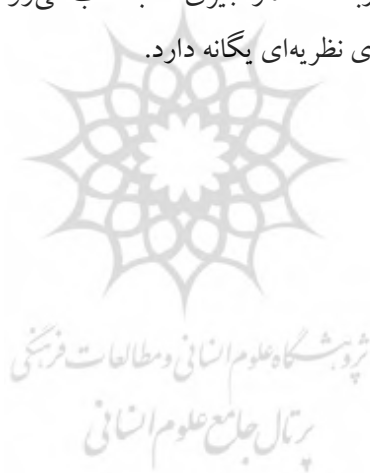 ی نظریه‌ای یگانه دارد.
پژوهشگاه علوم انسانی و مطالعات فرهنگی
پرتال جامع علوم انسانی